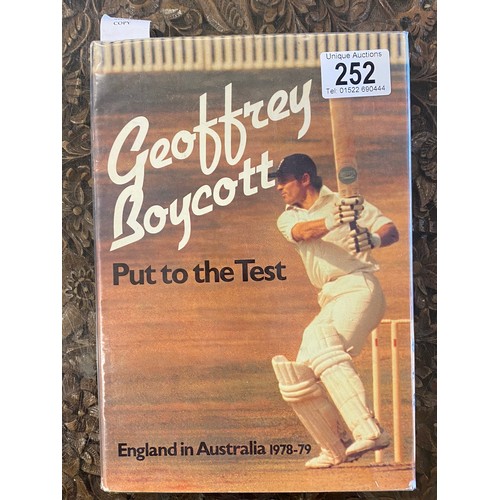 COPY
Unique Auctions
252
Tel: 01522 690444
Geoffrey
Boycott
Put to the Test
England in Australia 1978-79